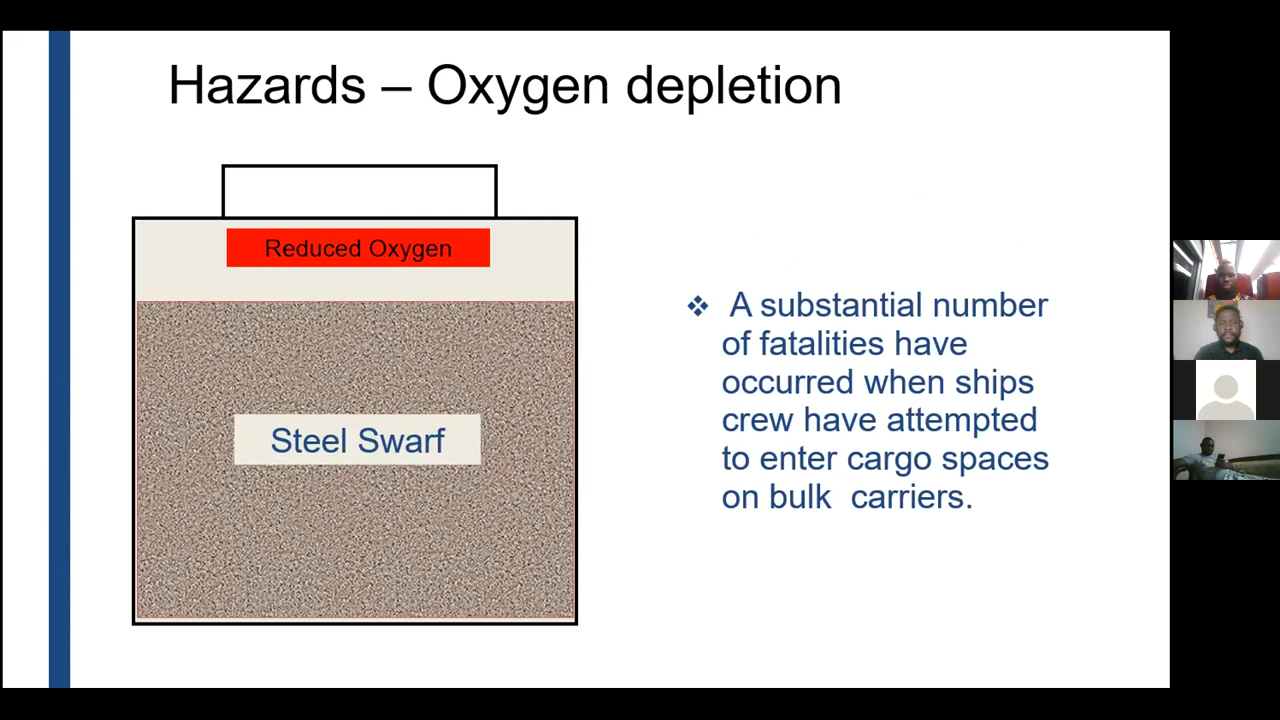 Hazards – Oxygen depletion
Reduced Oxygen
Steel Swarf
❖ A substantial number
of fatalities have
occurred when ships
crew have attempted
to enter cargo spaces
on bulk  carriers.